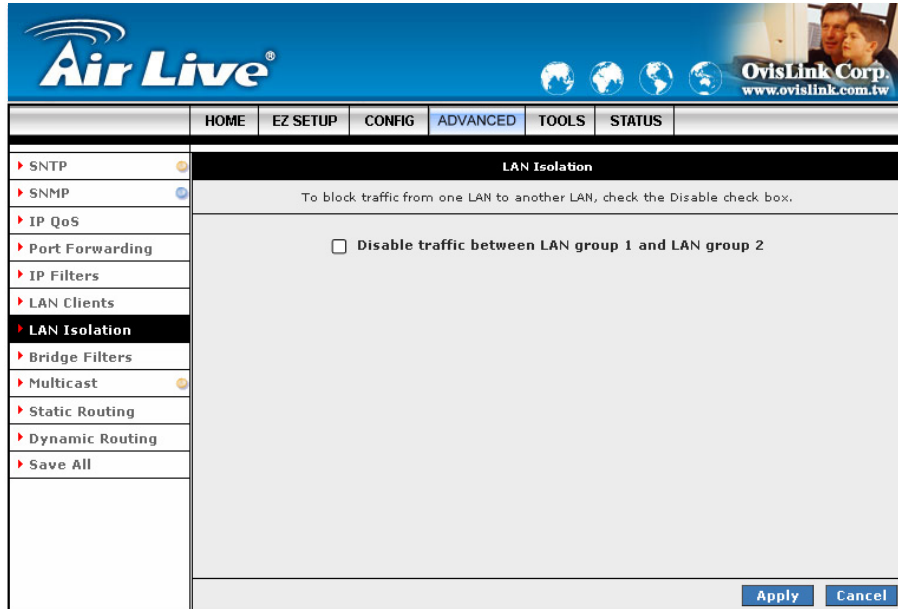 Air Live®
OvisLink Corp.
www.ovislink.com.tw
HOME EZ SETUP CONFIG ADVANCED TOOLS STATUS
SNTP
SNMP
IP QoS
Port Forwarding
IP Filters
LAN Clients
LAN Isolation
Bridge Filters
Multicast
Static Routing
Dynamic Routing
Save All
LAN Isolation
To block traffic from one LAN to another LAN, check the Disable check box.
Disable traffic between LAN group 1 and LAN group 2
Apply Cancel